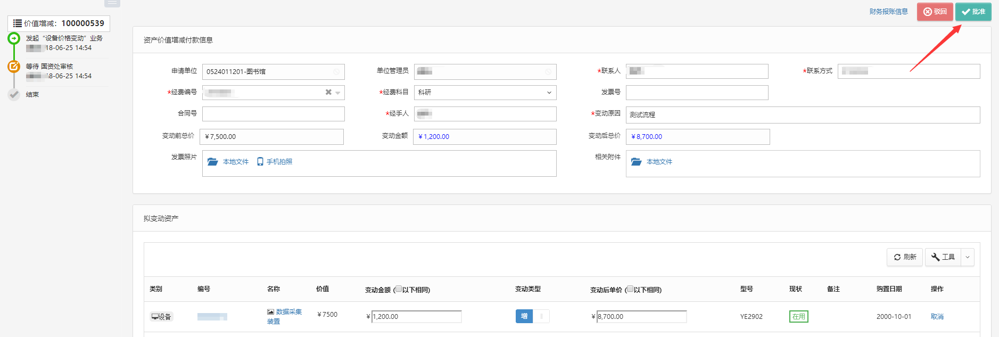 价值增减：100000539
发起“设备价格变动”业务
18-06-25 14:54
等待 国资处审核
8-06-25 14:54
结束
财务报账信息 驳回 批准
资产价值增减付款信息
申请单位 0524011201-图书馆 单位管理员 *联系人 *联系方式
*经费编号 *经费科目 科研 发票号
合同号 *经手人 *变动原因 测试流程
变动前总价 ¥7,500.00 变动金额 ¥1,200.00 变动后总价 ¥8,700.00
发票照片 本地文件 手机拍照 相关附件 本地文件
拟变动资产
刷新 工具
类别 编号 名称 价值 变动金额 (以下相同) 变动类型 变动后单价 (以下相同) 型号 现状 备注 购置日期 操作
设备 数据采集 ¥7500 ¥1,200.00 增 ¥8,700.00 YE2902 在用 2000-10-01 取消
装置